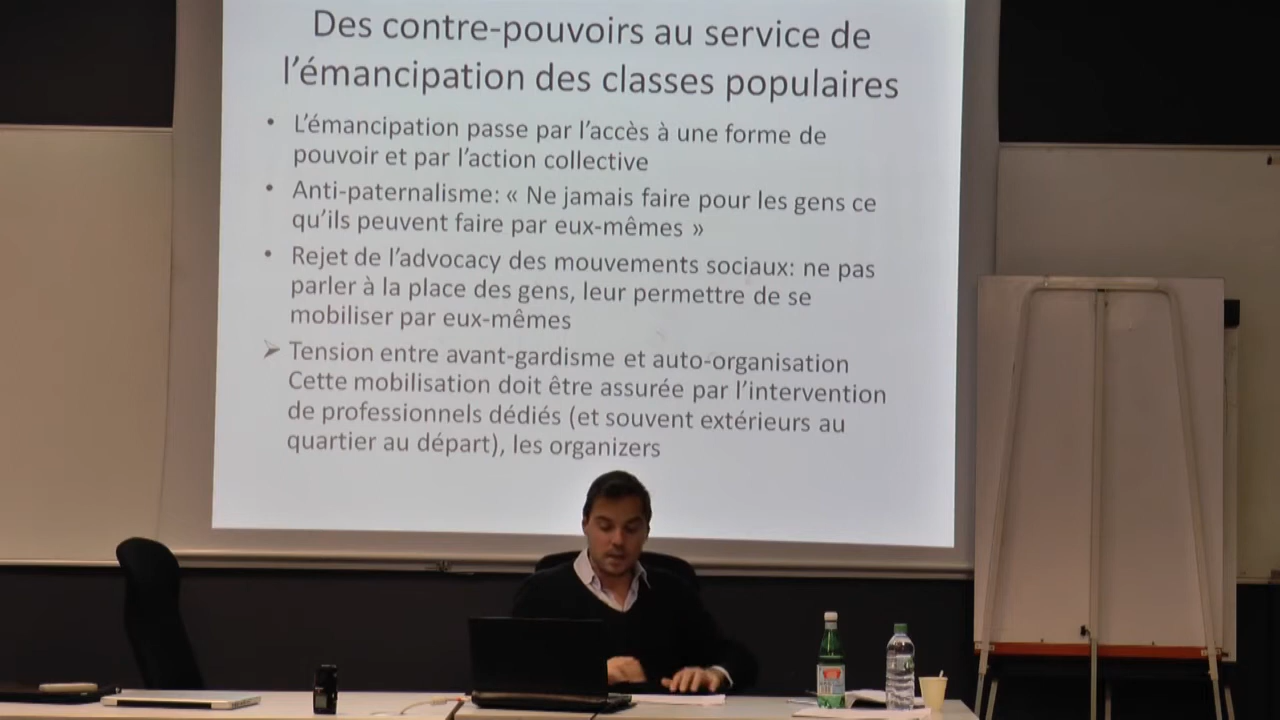 Des contre-pouvoirs au service de
l'émancipation des classes populaires
• L'émancipation passe par l'accès à une forme de
pouvoir et par l'action collective
• Anti-paternalisme: « Ne jamais faire pour les gens ce
qu'ils peuvent faire par eux-mêmes »
• Rejet de l'advocacy des mouvements sociaux: ne pas
parler à la place des gens, leur permettre de se
mobiliser par eux-mêmes
➢ Tension entre avant-gardisme et auto-organisation
Cette mobilisation doit être assurée par l'intervention
de professionnels dédiés (et souvent extérieurs au
quartier au départ), les organizers